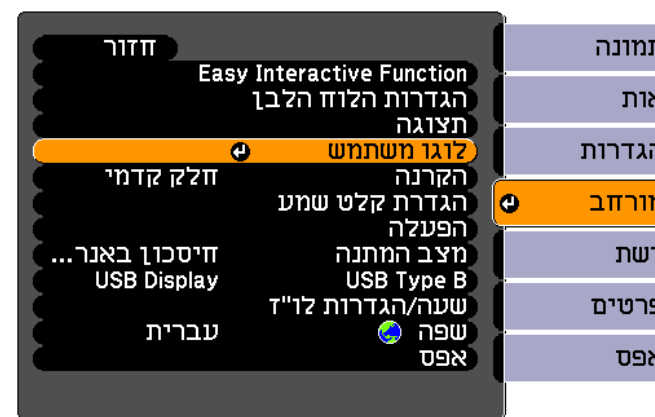 חזור
Easy Interactive Function
הגדרות הלוח הלבן
תצוגה
לוגו משתמש
הקרנה חלק קדמי
הגדרת קלט שמע
הפעלה
מצב המתנה חיסכון באנר...
USB Type B USB Display
שעה/הגדרות לו"ז
שפה עברית
אפס
תמונה
אות
הגדרות
מורחב
רשת
פרטים
אפס